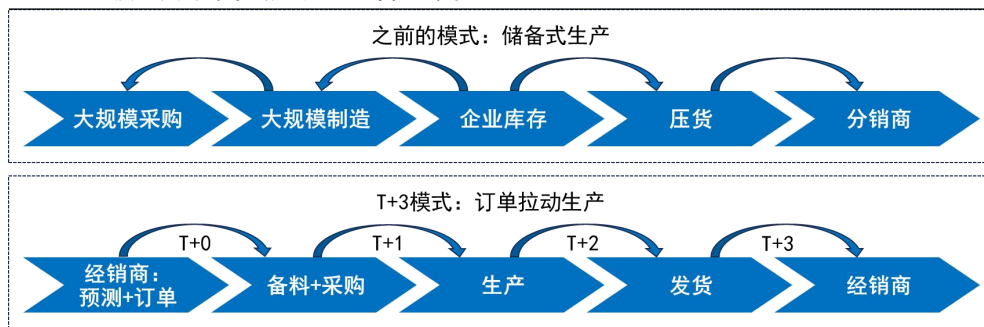 之前的模式：储备式生产
大规模采购
大规模制造
企业库存
压货
分销商
T+3模式：订单拉动生产
T+0
T+1
T+2
T+3
经销商：
预测+订单
备料+采购
生产
发货
经销商